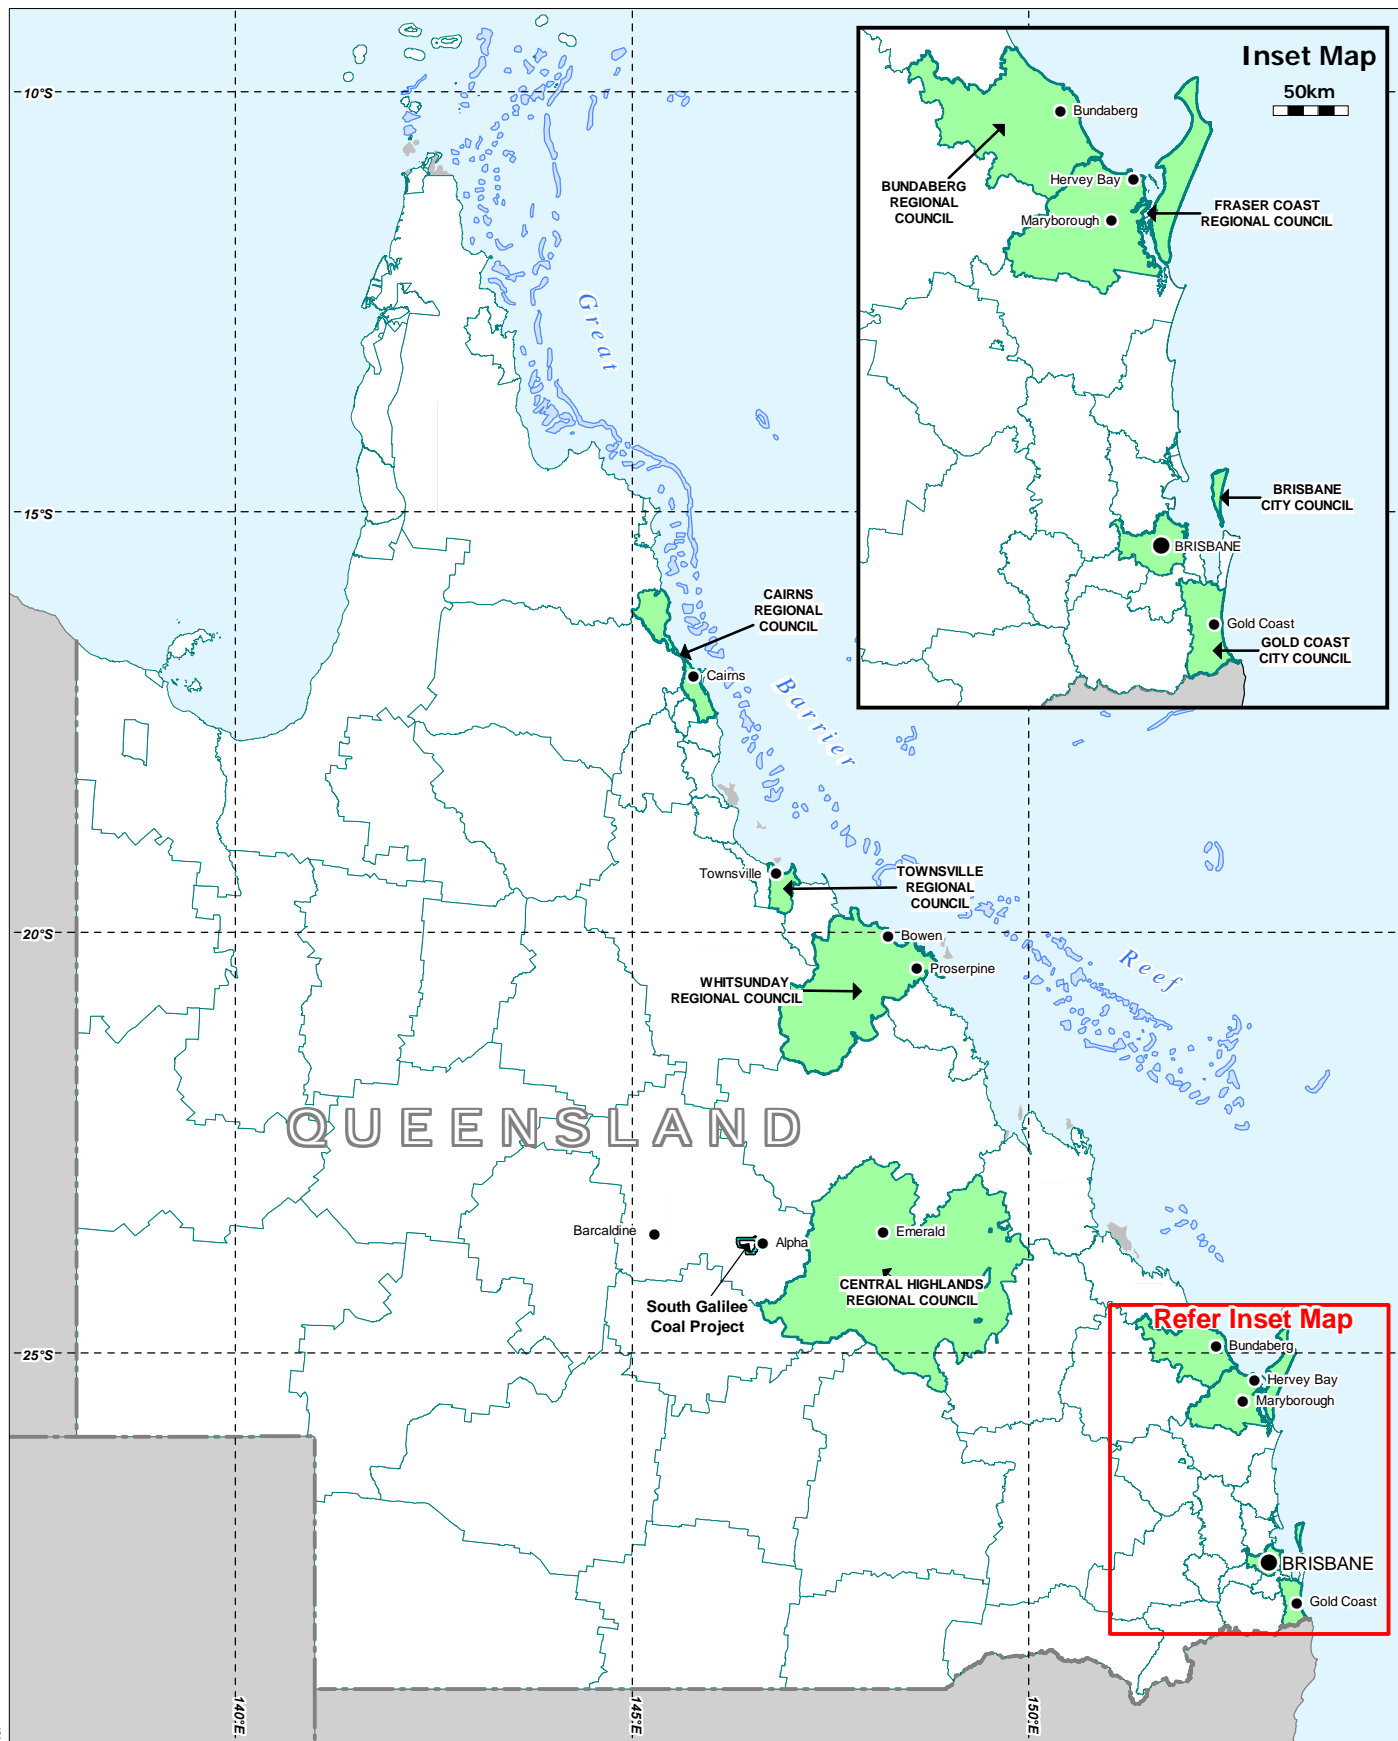 Inset Map
50km
Bundaberg
BUNDABERG
REGIONAL
COUNCIL
Hervey Bay
Maryborough
FRASER COAST
REGIONAL COUNCIL
BRISBANE
CITY COUNCIL
BRISBANE
Gold Coast
GOLD COAST
CITY COUNCIL
10°S
15°S
20°S
25°S
Great
Barrier
Reef
CAIRNS
REGIONAL
COUNCIL
Cairns
Townsville
TOWNSVILLE
REGIONAL
COUNCIL
Bowen
Proserpine
WHITSUNDAY
REGIONAL COUNCIL
QUEENSLAND
Barcaldine
Alpha
Emerald
CENTRAL HIGHLANDS
REGIONAL COUNCIL
South Galilee
Coal Project
Refer Inset Map
Bundaberg
Hervey Bay
Maryborough
BRISBANE
Gold Coast
140°E
145°E
150°E